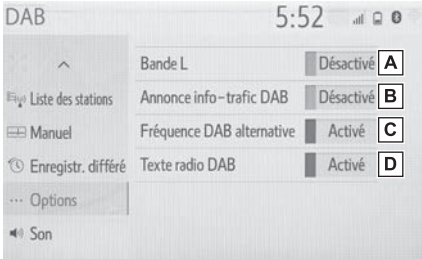 DAB 5:52
Bande L Désactivé A
Liste des stations
Annonce info-trafic DAB Désactivé B
Manuel
Fréquence DAB alternative Activé C
Enregistr. différé
Texte radio DAB Activé D
... Options
Son